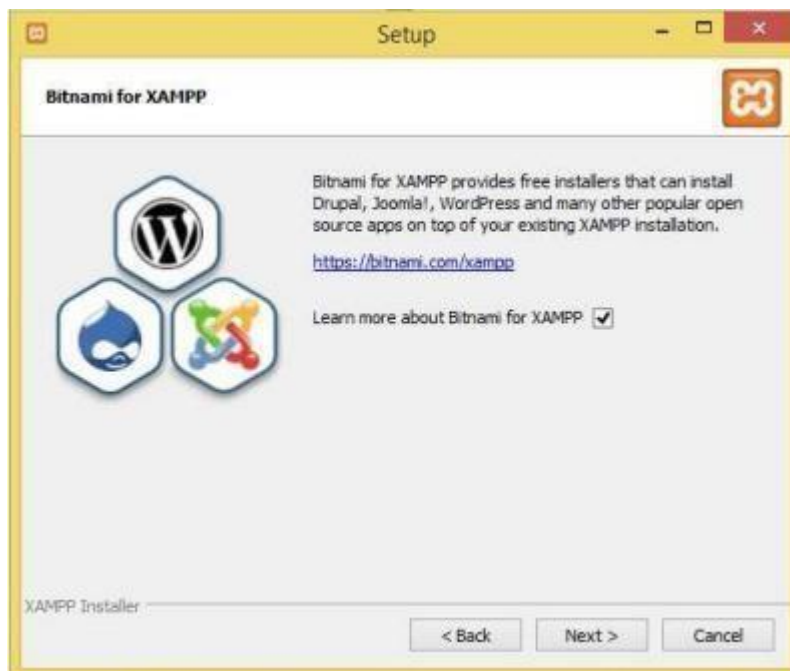 Setup
Bitnami for XAMPP
Bitnami for XAMPP provides free installers that can install
Drupal, Joomla!, WordPress and many other popular open
source apps on top of your existing XAMPP installation.
https://bitnami.com/xampp
Learn more about Bitnami for XAMPP
XAMPP Installer
< Back Next > Cancel